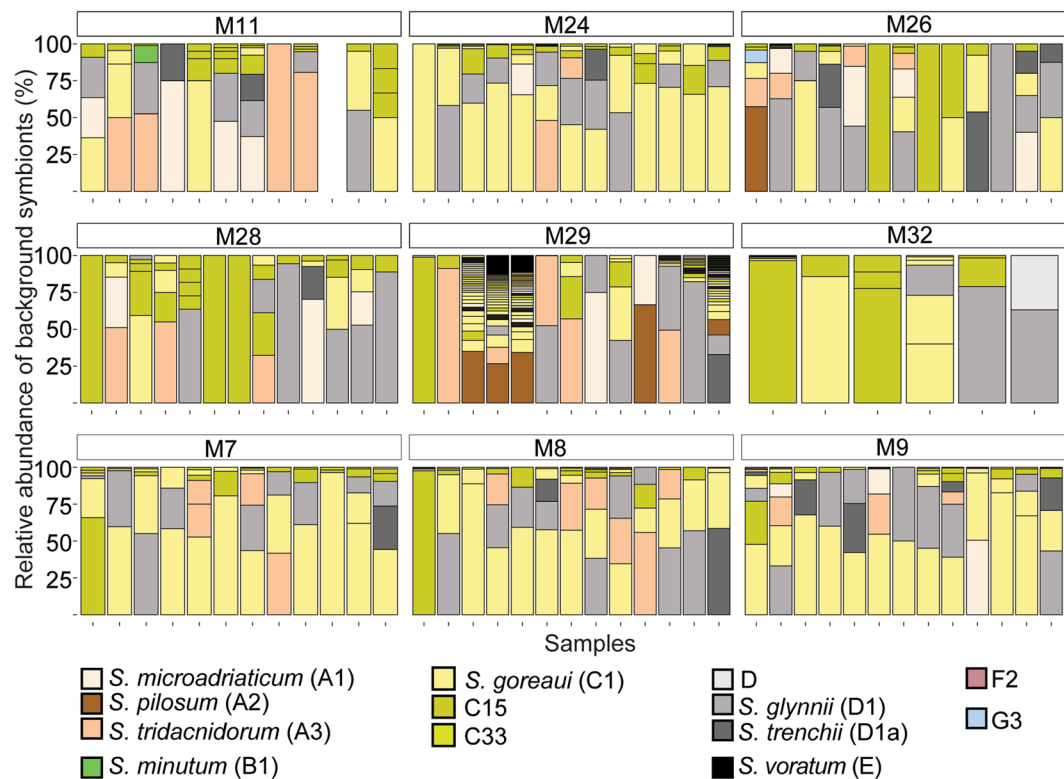 M11 M24 M26
100
75
50
25
M28 M29 M32
100
75
50
25
M7 M8 M9
100
75
50
25
Relative abundance of background symbionts (%)
Samples
S. microadriaticum (A1) S. goreaui (C1) D F2
S. pilosum (A2) C15 S. glynnii (D1) G3
S. tridacnidorum (A3) C33 S. trenchii (D1a)
S. minutum (B1) S. voratum (E)